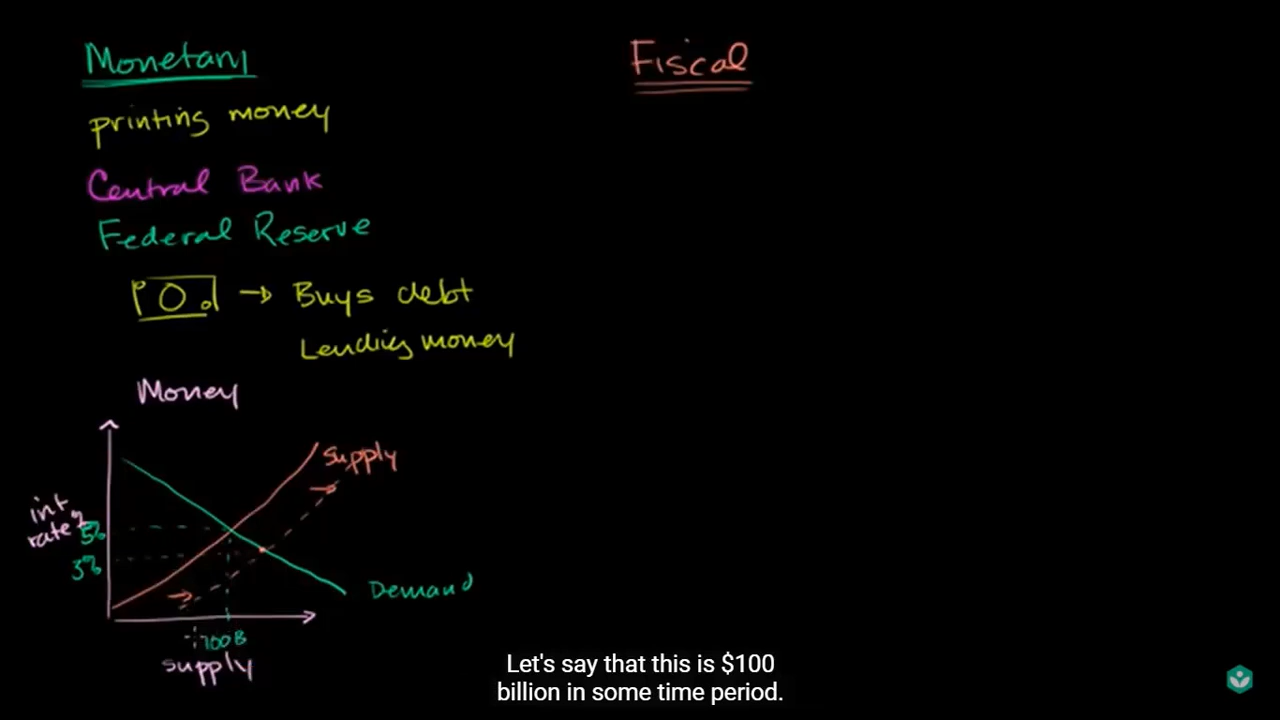 Monetary
Fiscal
printing money
Central Bank
Federal Reserve
→ Buys debt
Lending money
Money
supply
int
rate %
5%
3%
Demand
100B
supply
Let's say that this is $100
billion in some time period.